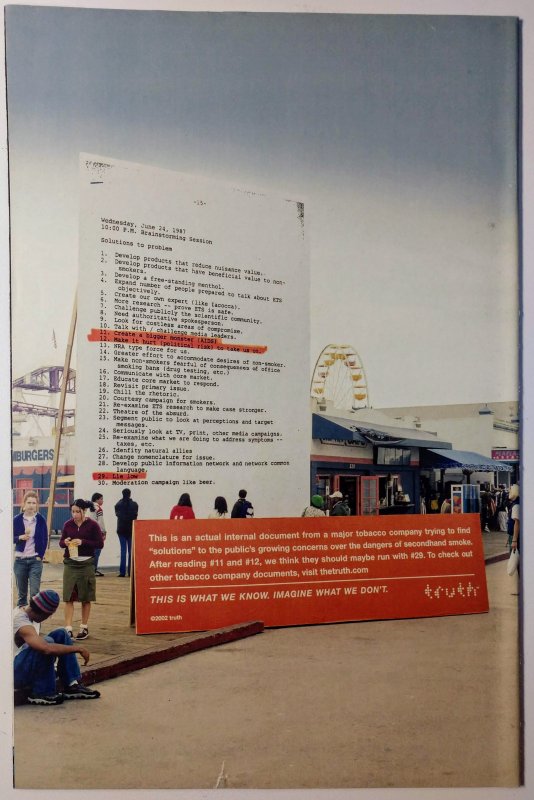 -15-
Wednesday, June 24, 1987
10:00 P.M. Brainstorming Session
Solutions to problem
1. Develop products that reduce nuisance value.
2. Develop products that have beneficial value to non-
smokers.
3. Develop a free-standing menthol.
4. Expand number of people prepared to talk about ETS
objectively.
5. Create our own expert (like Iacocca).
6. More research -- prove ETS is safe.
7. Challenge publicly the scientific community.
8. Need authoritative spokesperson.
9. Look for costless areas of compromise.
10. Talk with / challenge media leaders.
11. Create a bigger monster (AIDS)
12. Make it hurt (political risk) to take us on.
13. NRA type force for us.
14. Greater effort to accommodate desires of non-smoker.
15. Make non-smokers fearful of consequences of office
smoking bans (drug testing, etc.)
16. Communicate with core market.
17. Educate core market to respond.
18. Revisit primary issue.
19. Chill the rhetoric.
20. Courtesy campaign for smokers.
21. Re-examine ETS research to make case stronger.
22. Theatre of the absurd.
23. Segment public to look at perceptions and target
messages.
24. Seriously look at TV, print, other media campaigns.
25. Re-examine what we are doing to address symptoms --
taxes, etc.
26. Idenfity natural allies
27. Change nomenclature for issue.
28. Develop public information network and network common
language.
29. Lie low
30. Moderation campaign like beer.
BURGERS
This is an actual internal document from a major tobacco company trying to find
"solutions" to the public's growing concerns over the dangers of secondhand smoke.
After reading #11 and #12, we think they should maybe run with #29. To check out
other tobacco company documents, visit thetruth.com
THIS IS WHAT WE KNOW. IMAGINE WHAT WE DON'T.
©2002 truth